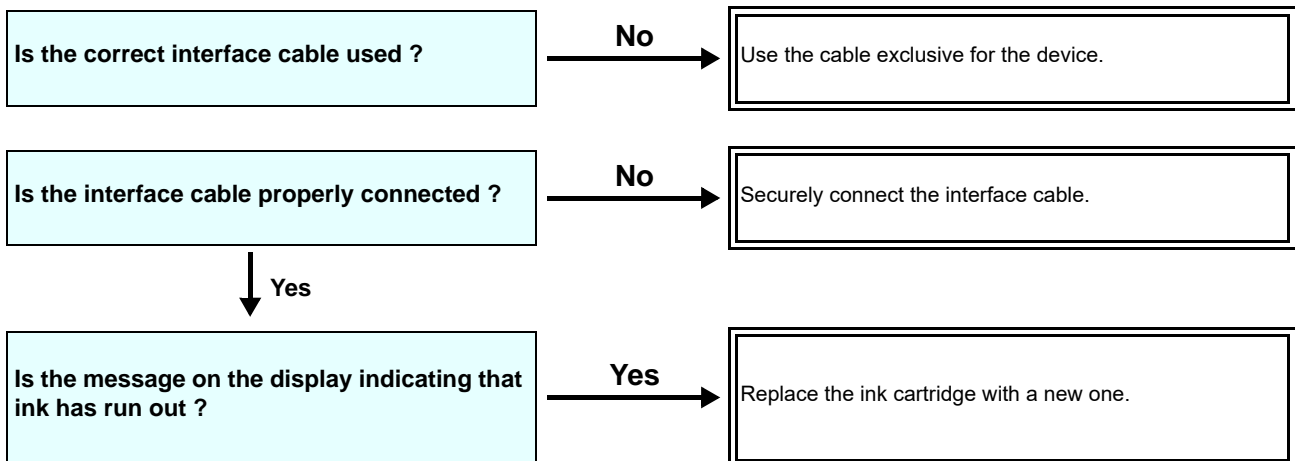 Is the correct interface cable used ?
No
Use the cable exclusive for the device.
Is the interface cable properly connected ?
No
Securely connect the interface cable.
Yes
Is the message on the display indicating that
ink has run out ?
Yes
Replace the ink cartridge with a new one.